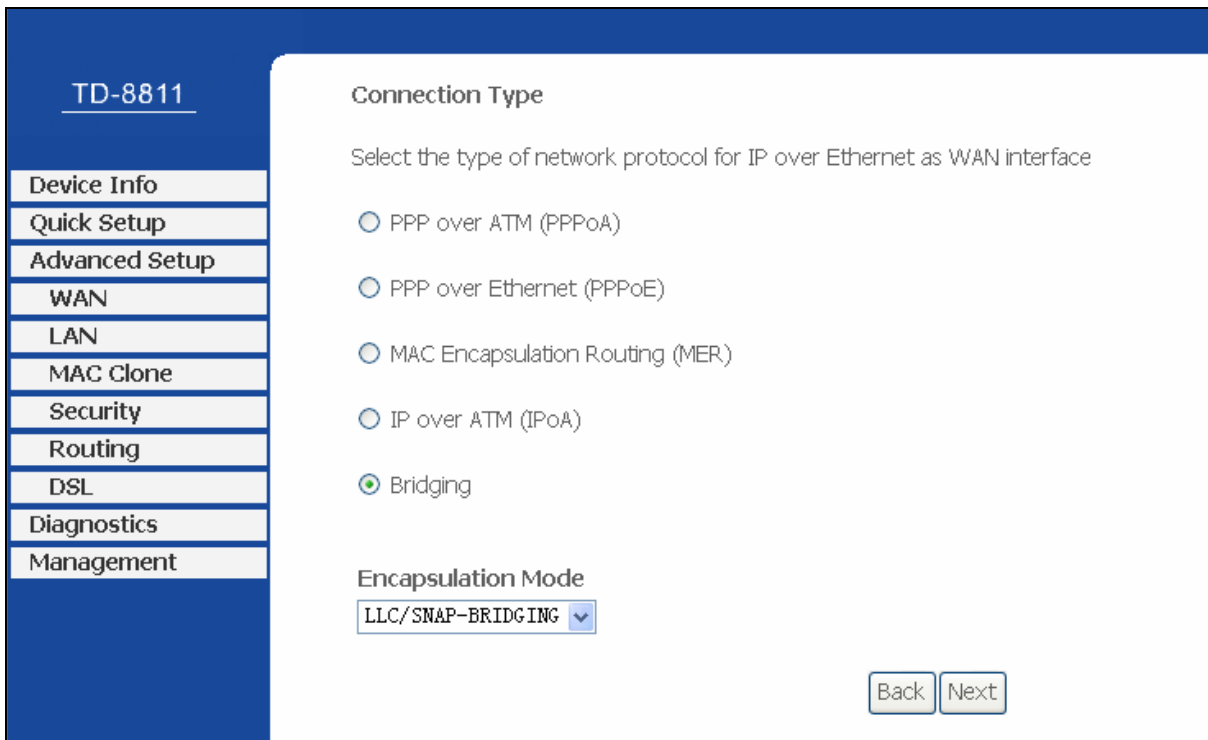 TD-8811
Device Info
Quick Setup
Advanced Setup
WAN
LAN
MAC Clone
Security
Routing
DSL
Diagnostics
Management
Connection Type
Select the type of network protocol for IP over Ethernet as WAN interface
PPP over ATM (PPPoA)
PPP over Ethernet (PPPoE)
MAC Encapsulation Routing (MER)
IP over ATM (IPoA)
Bridging
Encapsulation Mode
LLC/SNAP-BRIDGING
Back Next